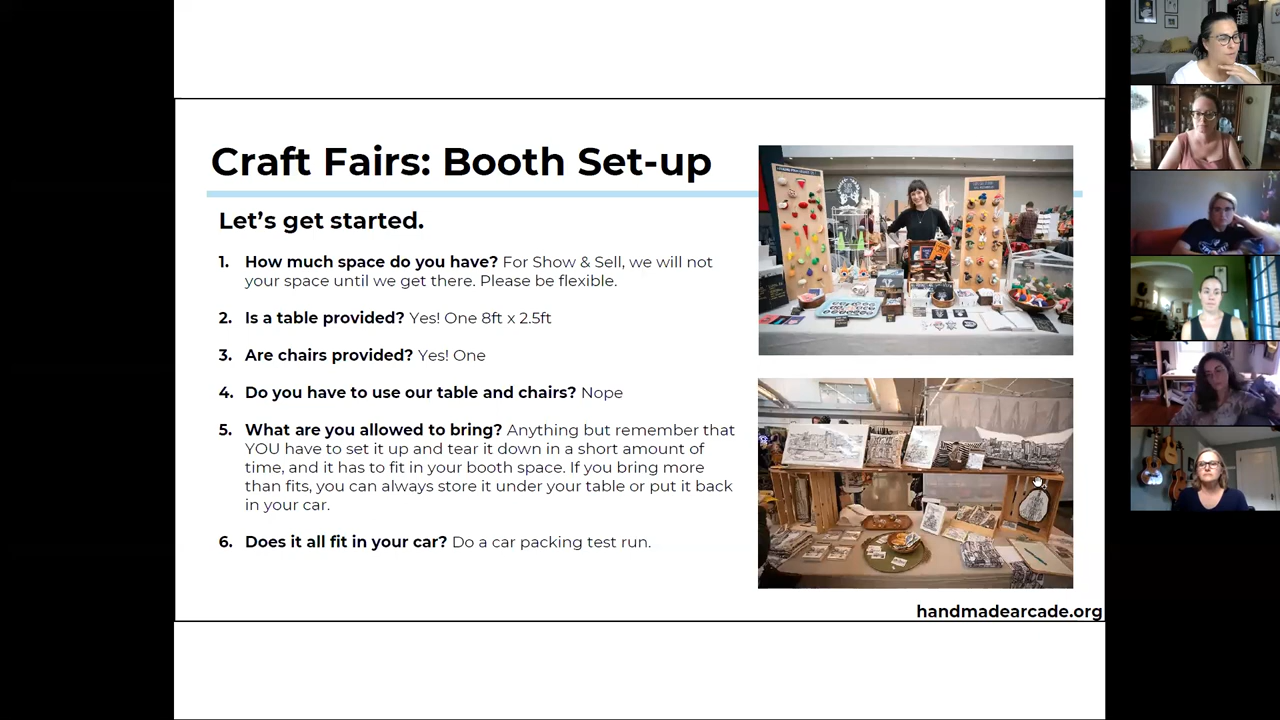 Craft Fairs: Booth Set-up
Let's get started.
1. How much space do you have? For Show & Sell, we will not
your space until we get there. Please be flexible.
2. Is a table provided? Yes! One 8ft x 2.5ft
3. Are chairs provided? Yes! One
4. Do you have to use our table and chairs? Nope
5. What are you allowed to bring? Anything but remember that
YOU have to set it up and tear it down in a short amount of
time, and it has to fit in your booth space. If you bring more
than fits, you can always store it under your table or put it back
in your car.
6. Does it all fit in your car? Do a car packing test run.
handmadearcade.org